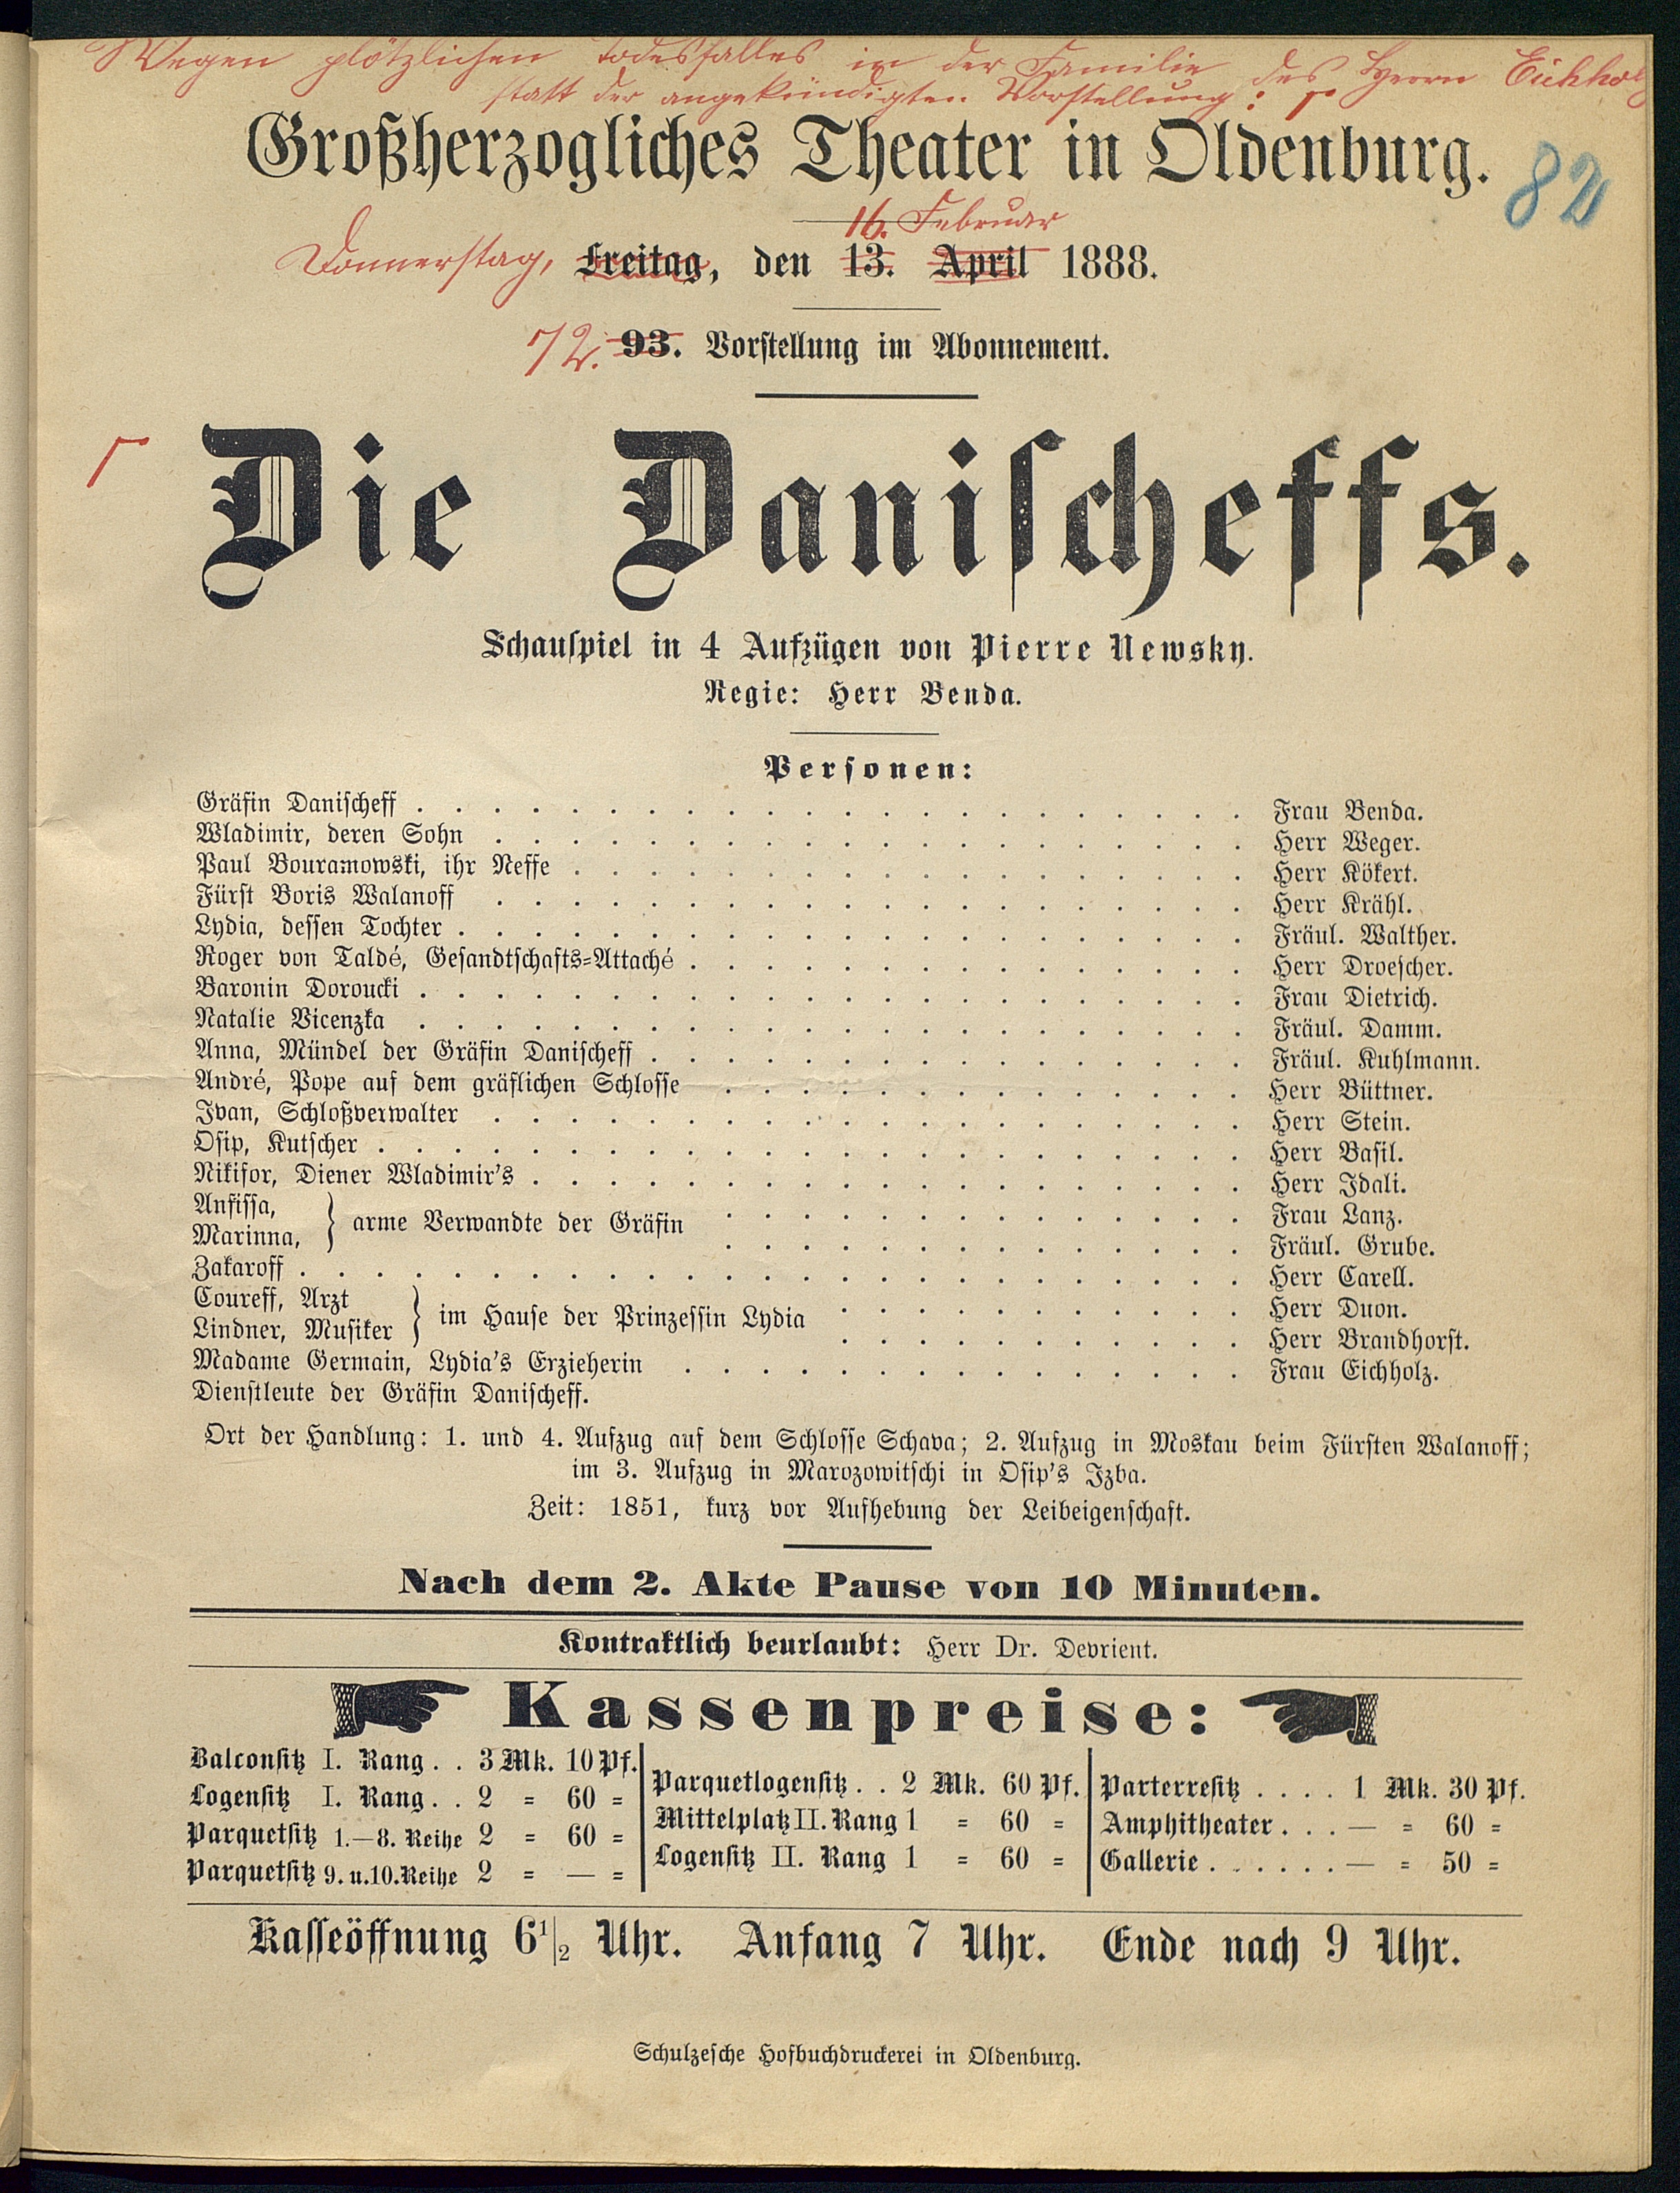 Wegen plötzlichen Todesfalles in der Familie des Herrn Eichholz
statt der angekündigten Vorstellung:
Großherzogliches Theater in Oldenburg.
82
16. Februar
Donnerstag, Freitag, den 13. April 1888.
72. 93. Vorstellung im Abonnement.
Die Danischeffs.
Schauspiel in 4 Aufzügen von Pierre Newsky.
Regie: Herr Benda.
Personen:
Gräfin Danischeff . . . . . Frau Benda.
Wladimir, deren Sohn . . . . . Herr Weger.
Paul Bouramowski, ihr Neffe . . . . . Herr Kökert.
Fürst Boris Walanoff . . . . . Herr Krähl.
Lydia, dessen Tochter . . . . . Fräul. Walther.
Roger von Taldé, Gesandtschafts-Attaché . . . . . Herr Droescher.
Baronin Doroucki . . . . . Frau Dietrich.
Natalie Vicenzka . . . . . Fräul. Damm.
Anna, Mündel der Gräfin Danischeff . . . . . Fräul. Kuhlmann.
André, Pope auf dem gräflichen Schlosse . . . . . Herr Büttner.
Ivan, Schloßverwalter . . . . . Herr Stein.
Osip, Kutscher . . . . . Herr Basil.
Nikifor, Diener Wladimir's . . . . . Herr Idali.
Anfissa, } arme Verwandte der Gräfin . . . . . Frau Lanz.
Marinna, . . . . . Fräul. Grube.
Zakaroff . . . . . Herr Carell.
Coureff, Arzt } im Hause der Prinzessin Lydia . . . . . Herr Duon.
Lindner, Musiker . . . . . Herr Brandhorst.
Madame Germain, Lydia's Erzieherin . . . . . Frau Eichholz.
Dienstleute der Gräfin Danischeff.
Ort der Handlung: 1. und 4. Aufzug auf dem Schlosse Schava; 2. Aufzug in Moskau beim Fürsten Walanoff;
im 3. Aufzug in Marozowitschi in Osip's Izba.
Zeit: 1851, kurz vor Aufhebung der Leibeigenschaft.
Nach dem 2. Akte Pause von 10 Minuten.
Kontraktlich beurlaubt: Herr Dr. Devrient.
Kassenpreise:
Balconsitz I. Rang . . 3 Mk. 10 Pf.
Logensitz I. Rang . . 2 = 60 =
Parquetsitz 1.—8. Reihe 2 = 60 =
Parquetsitz 9. u. 10. Reihe 2 = — =
Parquetlogensitz . . 2 Mk. 60 Pf.
Mittelplatz II. Rang 1 = 60 =
Logensitz II. Rang 1 = 60 =
Parterresitz . . . . 1 Mk. 30 Pf.
Amphitheater . . . — = 60 =
Gallerie . . . . . . — = 50 =
Kasseöffnung 6 1/2 Uhr. Anfang 7 Uhr. Ende nach 9 Uhr.
Schulzesche Hofbuchdruckerei in Oldenburg.